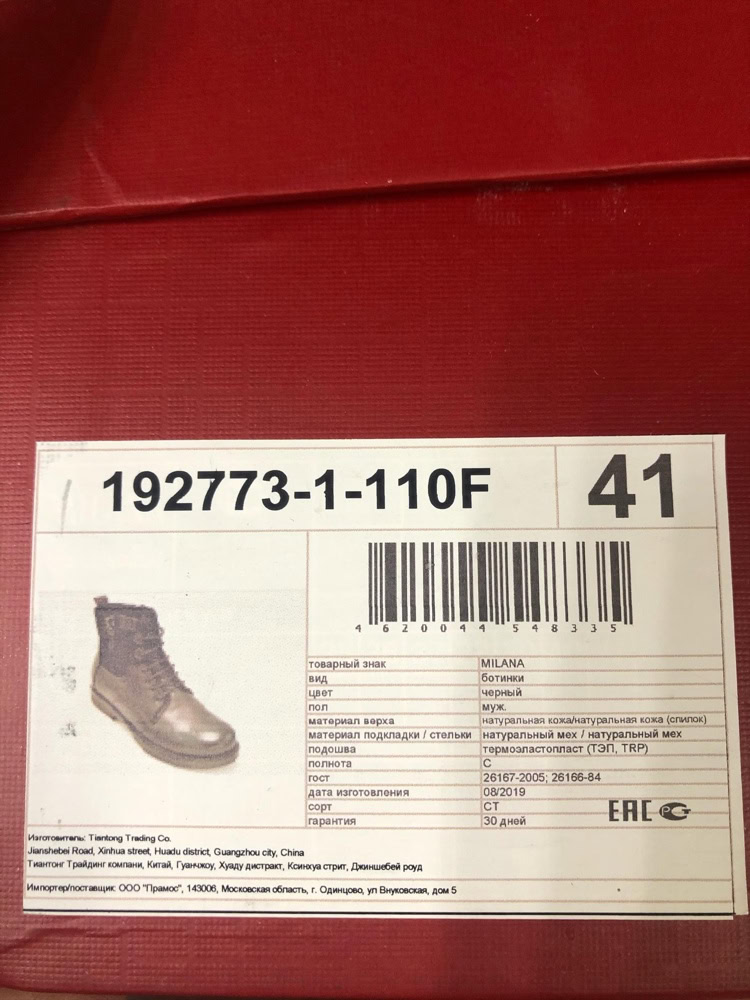 192773-1-110F
41
4 620044 548335
товарный знак MILANA
вид ботинки
цвет черный
пол муж.
материал верха натуральная кожа/натуральная кожа (спилок)
материал подкладки / стельки натуральный мех / натуральный мех
подошва термоэластопласт (ТЭП, TRP)
полнота С
гост 26167-2005; 26166-84
дата изготовления 08/2019
сорт СТ
гарантия 30 дней
ЕАС РСТ
Изготовитель: Tiantong Trading Co.
Jianshebei Road, Xinhua street, Huadu district, Guangzhou city, China
Тиантонг Трайдинг компани, Китай, Гуанчжоу, Хуаду дистракт, Ксинхуа стрит, Джиншебей роуд
Импортер/поставщик: ООО "Прамос", 143006, Московская область, г. Одинцово, ул Внуковская, дом 5